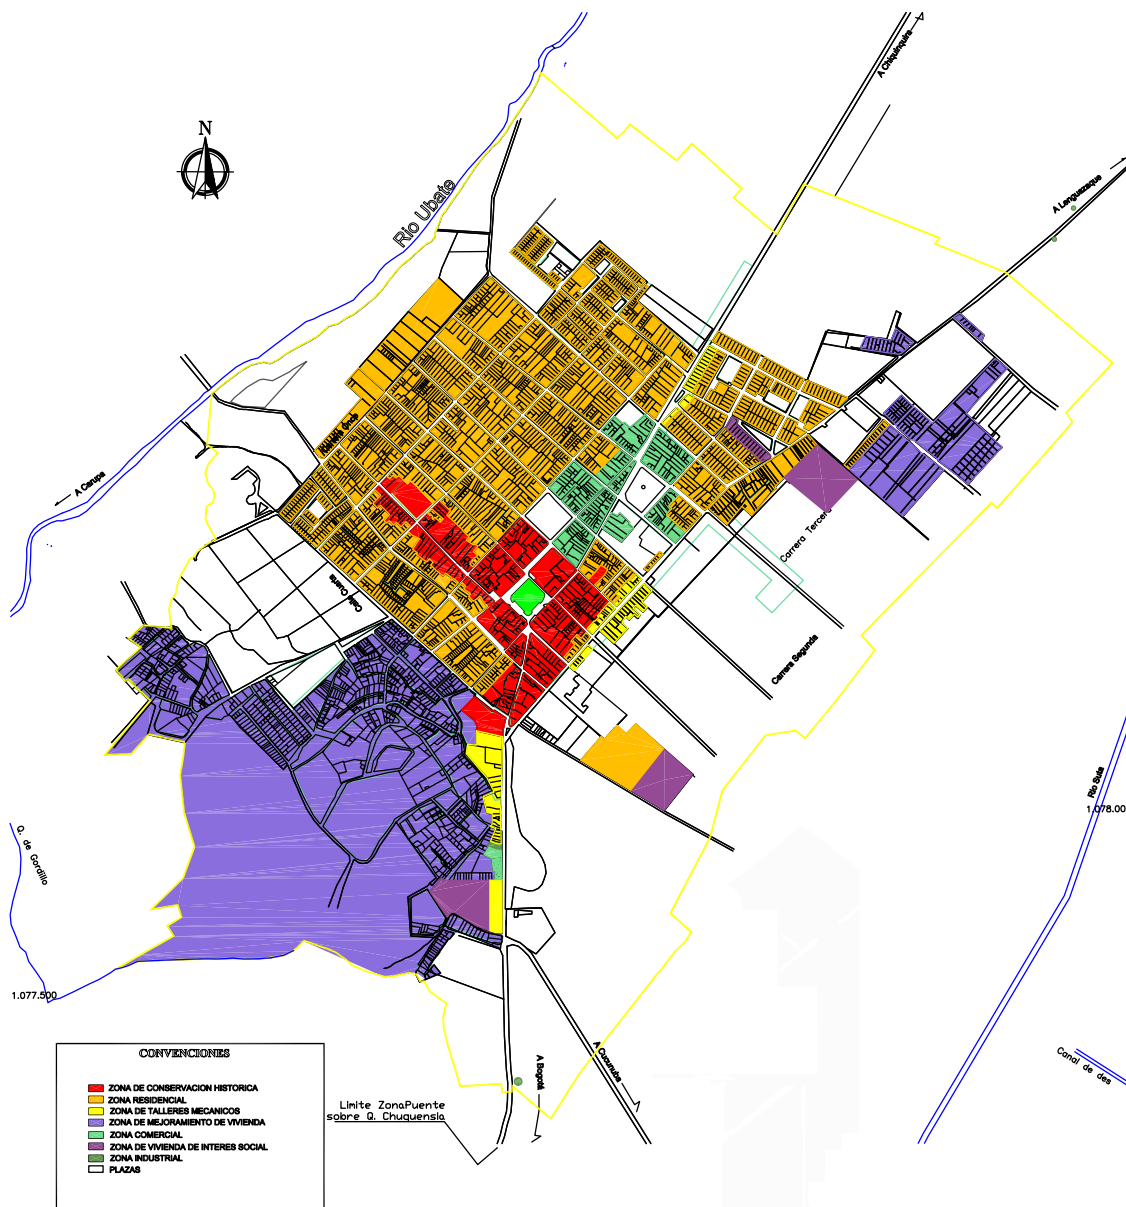 A Chiquinquira
N
A Lenguazaque
Rio Ubate
A Carupa
Carrera Tercera
Calle Cuarta
Carrera Segunda
Rio Suta
1.078.00
Q. de Gordillo
1.077.500
Canal de des
A Bogotá
A Cucunuba
Limite ZonaPuente
sobre Q. Chuquensia
CONVENCIONES
ZONA DE CONSERVACION HISTORICA
ZONA RESIDENCIAL
ZONA DE TALLERES MECANICOS
ZONA DE MEJORAMIENTO DE VIVIENDA
ZONA COMERCIAL
ZONA DE VIVIENDA DE INTERES SOCIAL
ZONA INDUSTRIAL
PLAZAS